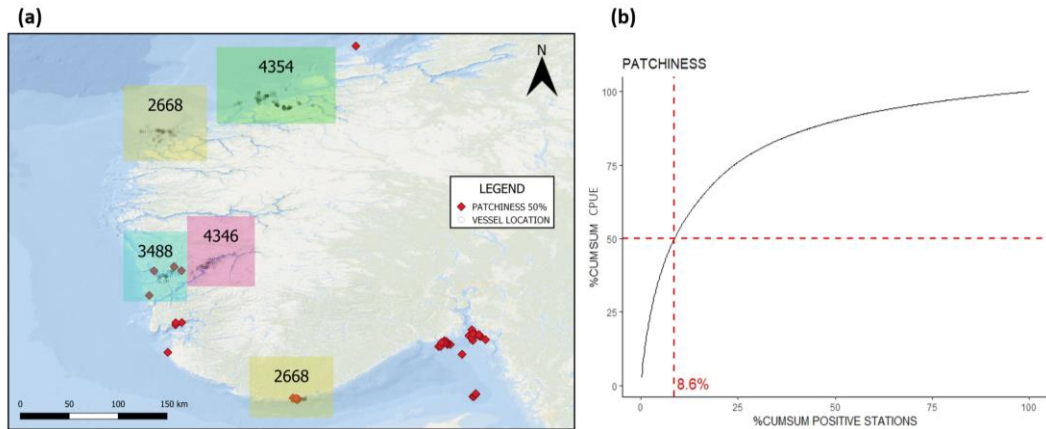 (a)
4354
N
2668
LEGEND
PATCHINESS 50%
VESSEL LOCATION
4346
3488
2668
0 50 100 150 km
(b)
PATCHINESS
%CUMSUM CPUE
100
75
50
25
0
8.6%
0 25 50 75 100
%CUMSUM POSITIVE STATIONS